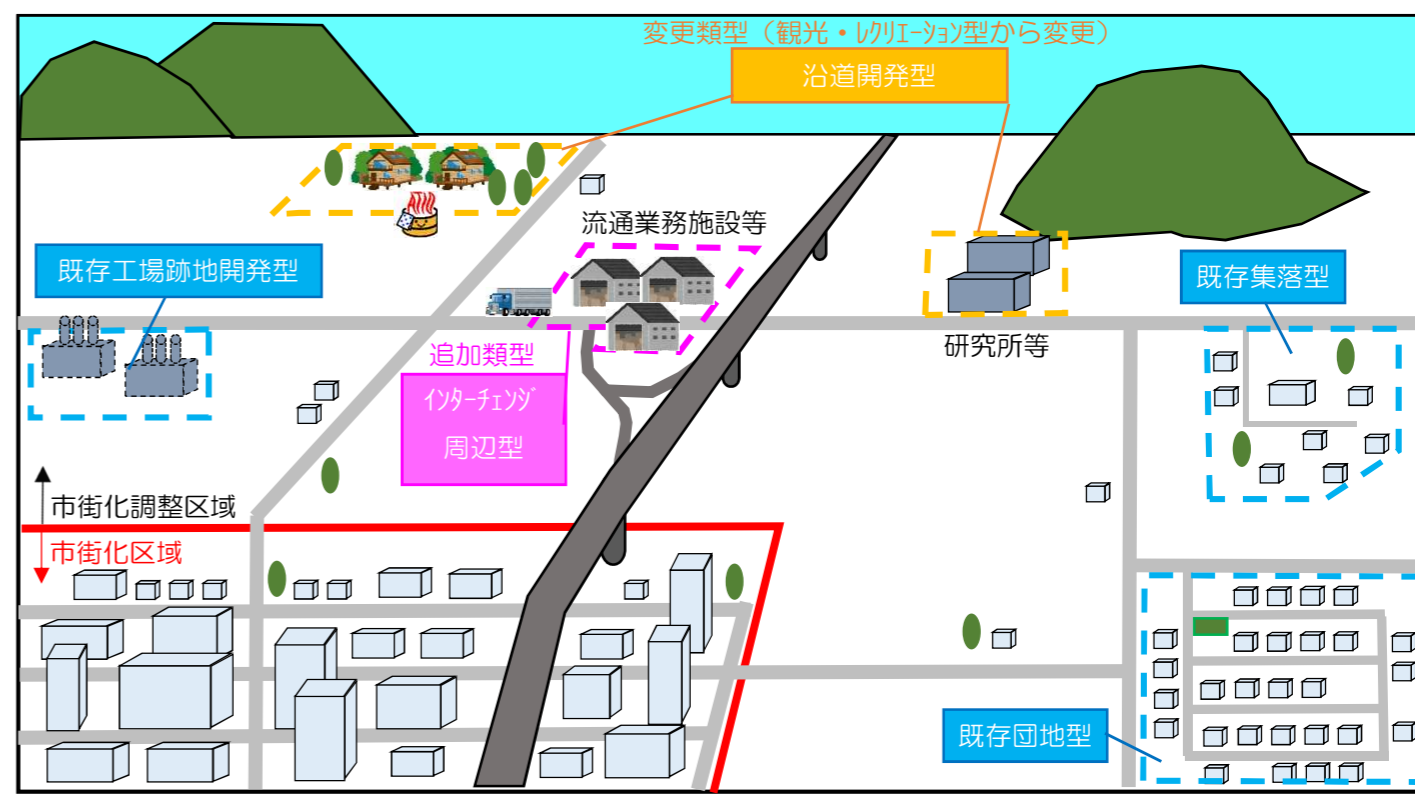 変更類型（観光・ﾚｸﾘｴｰｼｮﾝ型から変更）
沿道開発型
流通業務施設等
既存工場跡地開発型
既存集落型
研究所等
追加類型
ｲﾝﾀｰﾁｪﾝｼﾞ
周辺型
市街化調整区域
市街化区域
既存団地型